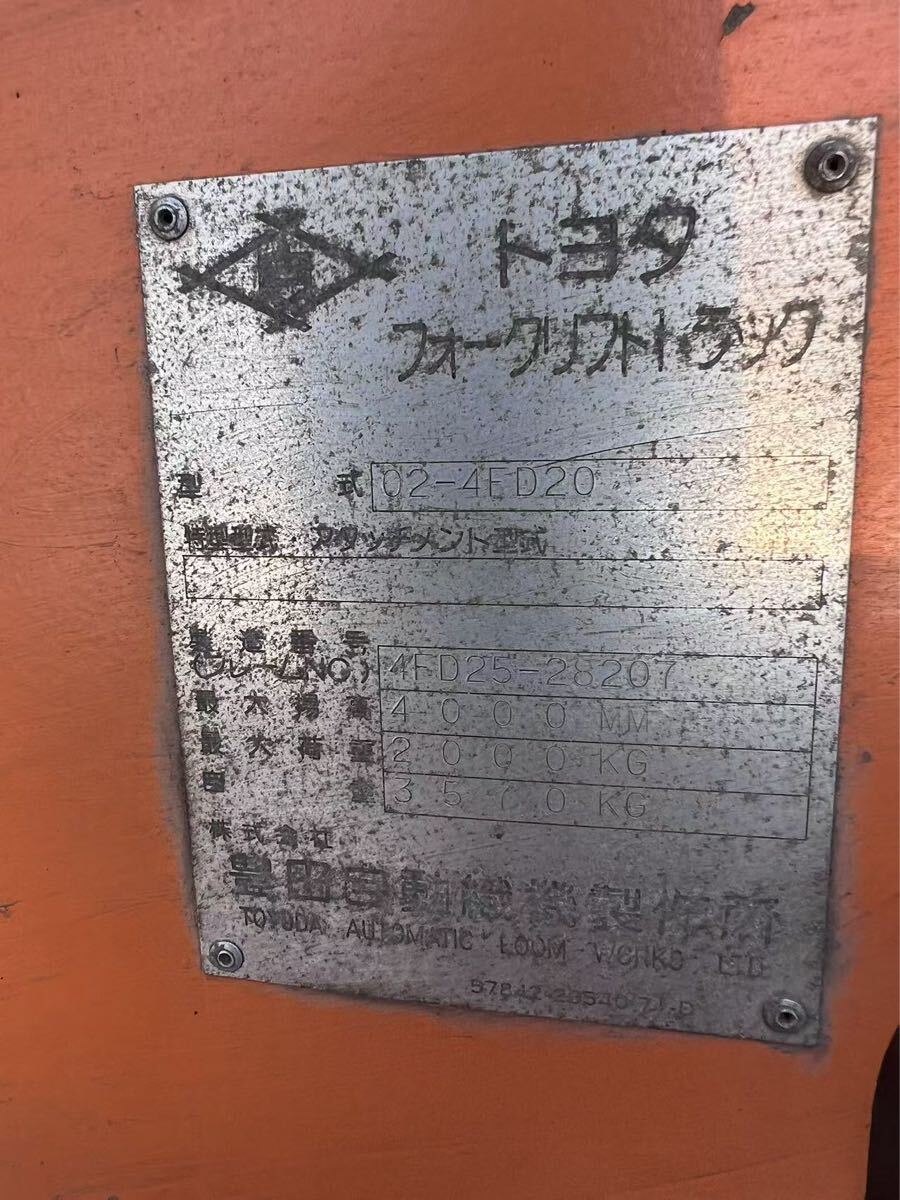 トヨタ
フォークリフトトラック
型式 02-4FD20
特製型式 アタッチメント型式
製造番号
(フレームNO.) 4FD25-28207
最大揚高 4000MM
最大荷重 2000KG
自重 3570KG
株式会社
豊田自動織機製作所
TOYODA AUTOMATIC LOOM WORKS LTD